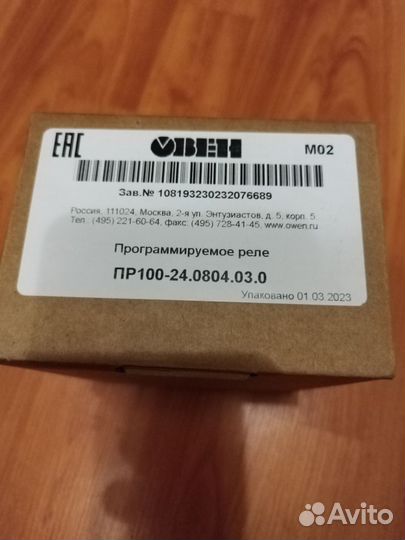 EAC ОВЕН М02
Зав.№ 108193230232076689
Россия, 111024, Москва, 2-я ул. Энтузиастов, д. 5, корп. 5
Тел.: (495) 221-60-64, факс: (495) 728-41-45, www.owen.ru
Программируемое реле
ПР100-24.0804.03.0
Упаковано 01.03.2023
Avito